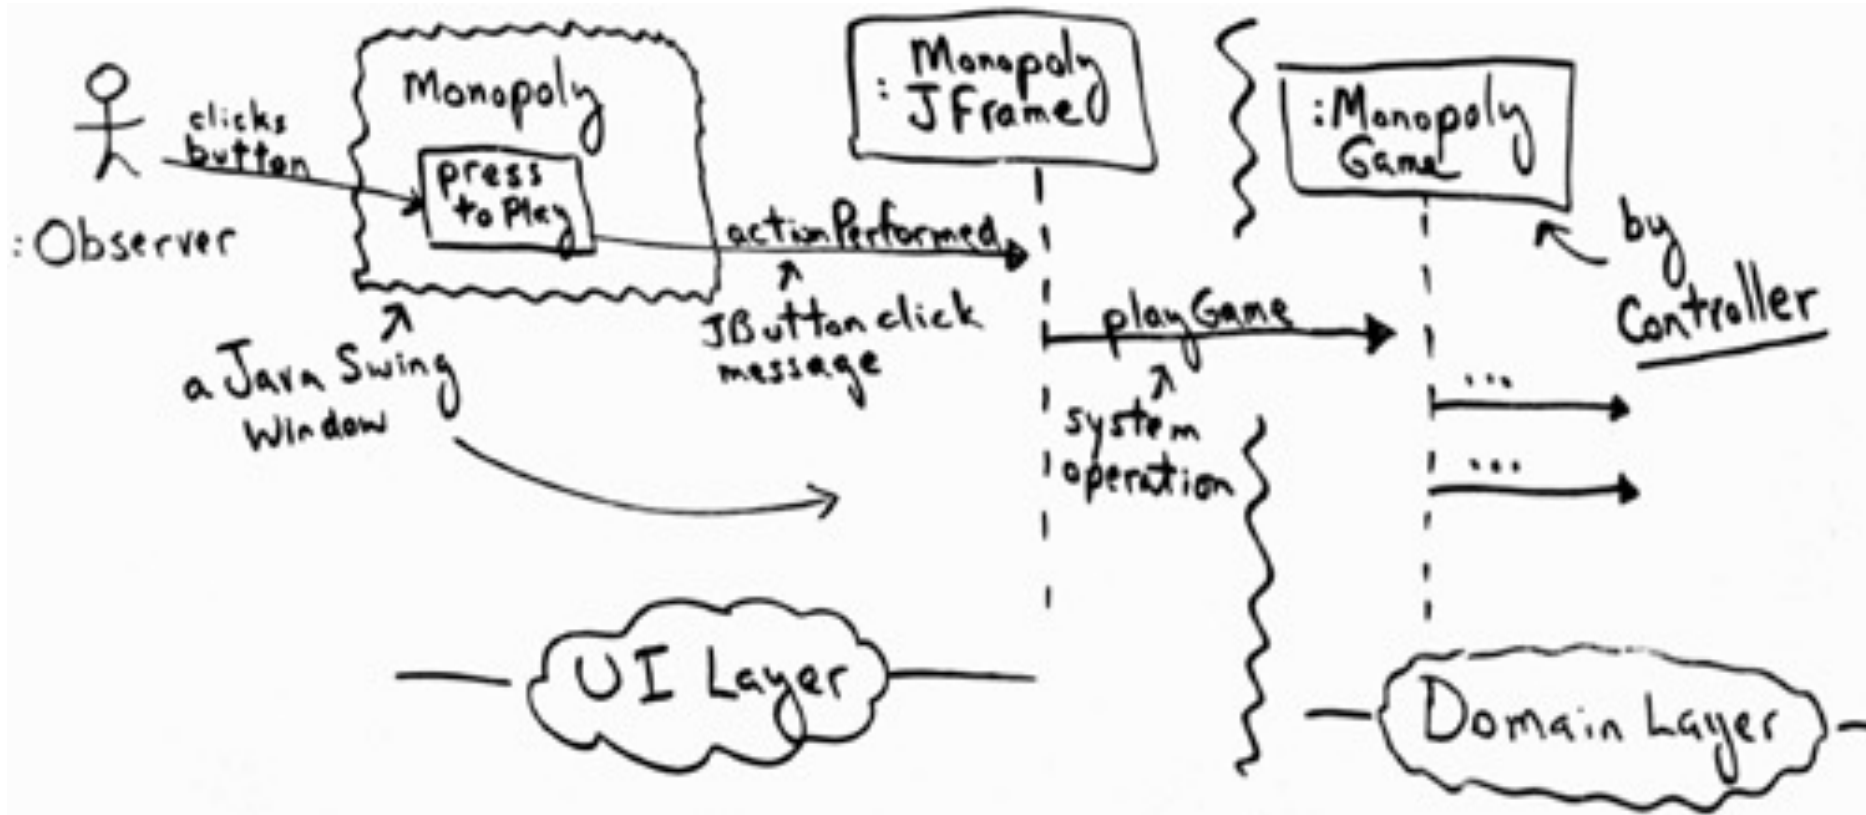 clicks
button
:Observer
Monopoly
press
to play
a Java Swing
Window
actionPerformed
JButton click
message
Monopoly
: JFrame
playGame
system
operation
:Monopoly
Game
by
Controller
...
...
UI Layer
Domain Layer